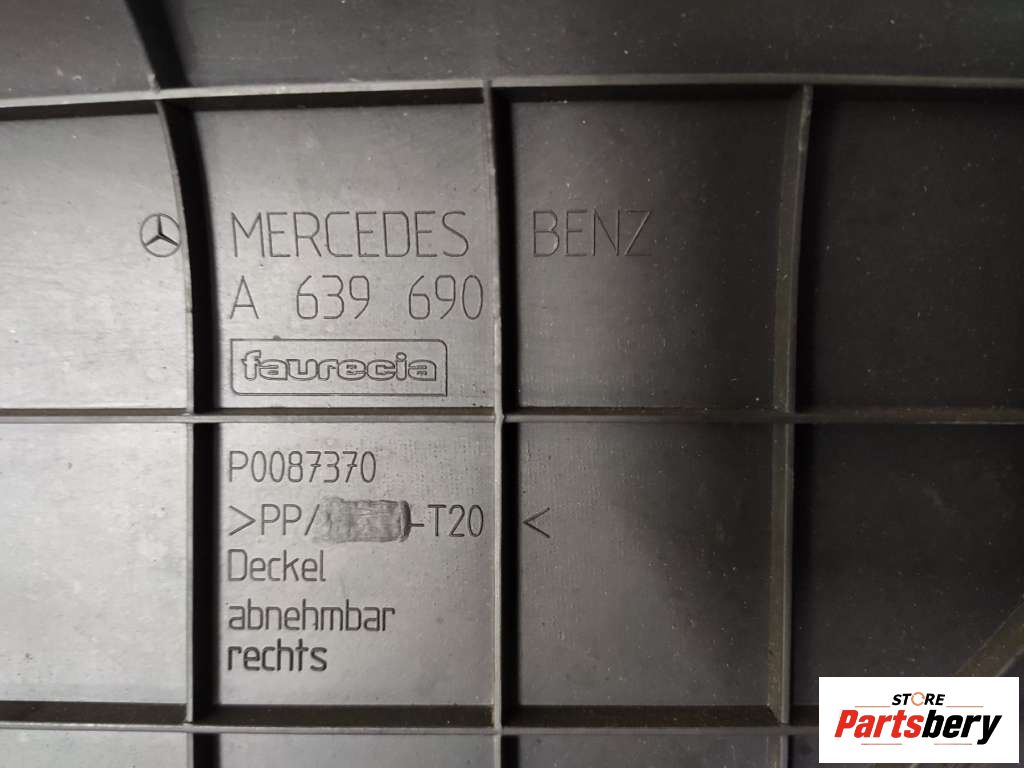 MERCEDES BENZ
A 639 690
faurecia
P0087370
>PP/ -T20 <
Deckel
abnehmbar
rechts
STORE
Partsbery